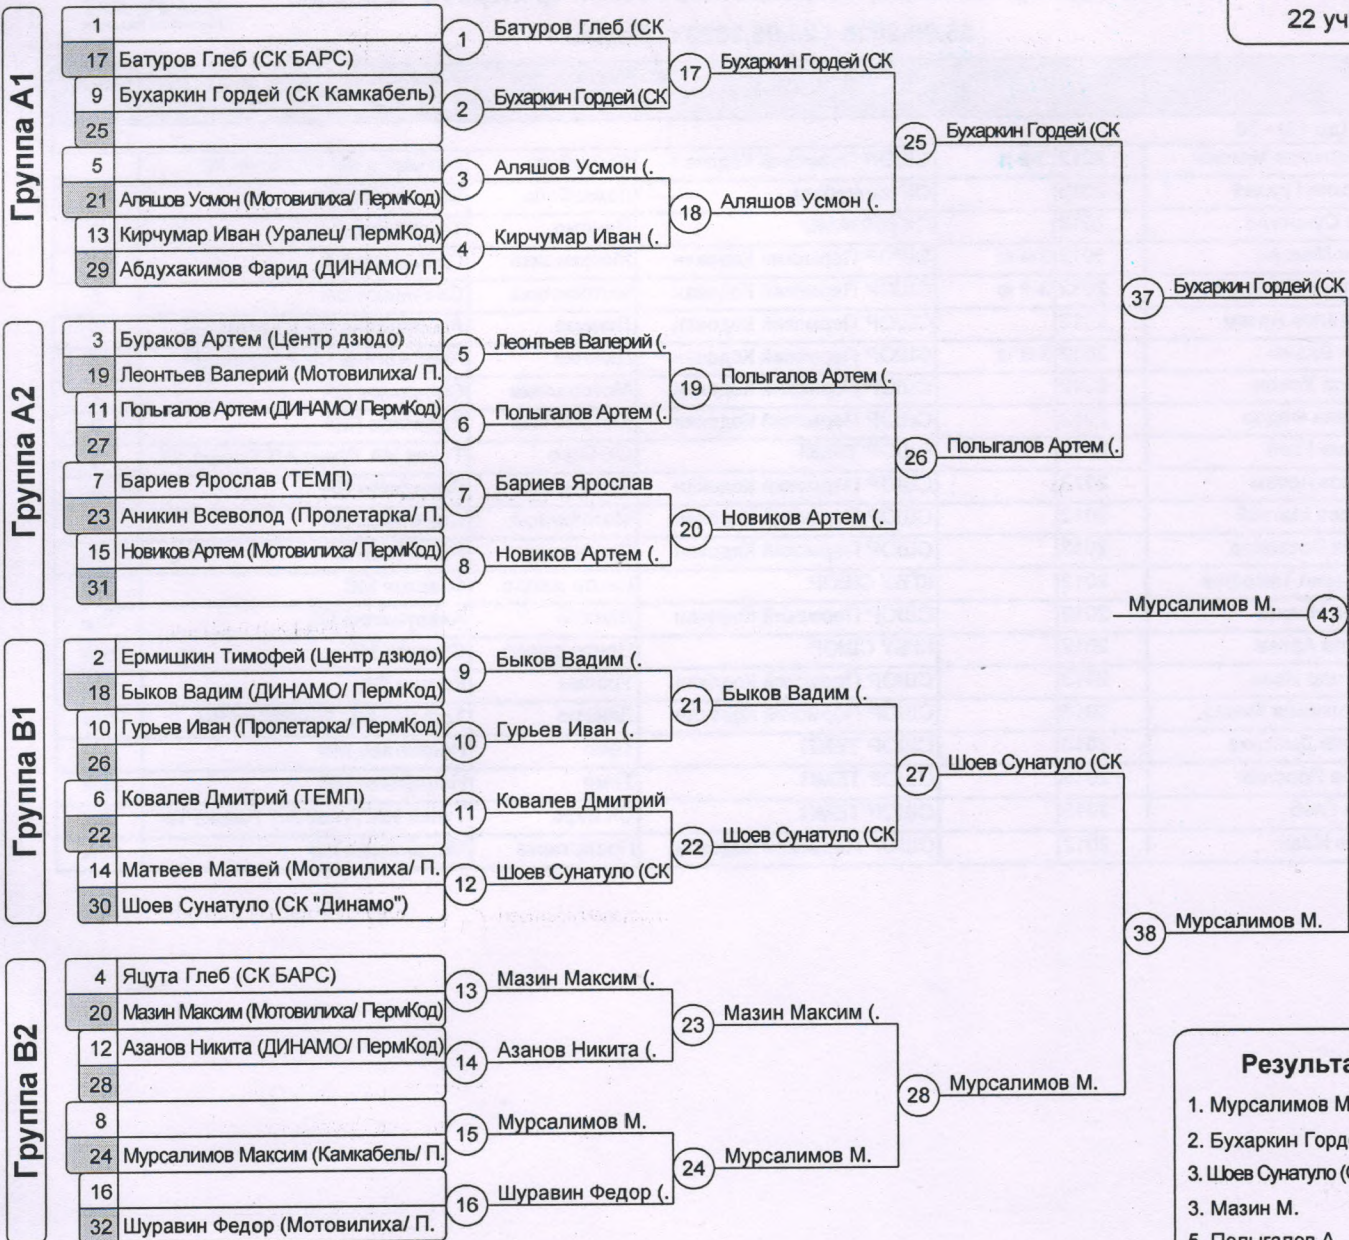 22 уч
Группа A1
1
17 Батуров Глеб (СК БАРС)
9 Бухаркин Гордей (СК Камкабель)
25
5
21 Аляшов Усмон (Мотовилиха/ ПермКод)
13 Кирчумар Иван (Уралец/ ПермКод)
29 Абдухакимов Фарид (ДИНАМО/ П.
1 Батуров Глеб (СК
2 Бухаркин Гордей (СК
3 Аляшов Усмон (.
4 Кирчумар Иван (.
17 Бухаркин Гордей (СК
18 Аляшов Усмон (.
25 Бухаркин Гордей (СК
Группа A2
3 Бураков Артем (Центр дзюдо)
19 Леонтьев Валерий (Мотовилиха/ П.
11 Полыгалов Артем (ДИНАМО/ ПермКод)
27
7 Бариев Ярослав (ТЕМП)
23 Аникин Всеволод (Пролетарка/ П.
15 Новиков Артем (Мотовилиха/ ПермКод)
31
5 Леонтьев Валерий (.
6 Полыгалов Артем (.
7 Бариев Ярослав
8 Новиков Артем (.
19 Полыгалов Артем (.
20 Новиков Артем (.
26 Полыгалов Артем (.
37 Бухаркин Гордей (СК
Мурсалимов М. 43
Группа B1
2 Ермишкин Тимофей (Центр дзюдо)
18 Быков Вадим (ДИНАМО/ ПермКод)
10 Гурьев Иван (Пролетарка/ ПермКод)
26
6 Ковалев Дмитрий (ТЕМП)
22
14 Матвеев Матвей (Мотовилиха/ П.
30 Шоев Сунатуло (СК "Динамо")
9 Быков Вадим (.
10 Гурьев Иван (.
11 Ковалев Дмитрий
12 Шоев Сунатуло (СК
21 Быков Вадим (.
22 Шоев Сунатуло (СК
27 Шоев Сунатуло (СК
38 Мурсалимов М.
Группа B2
4 Яцута Глеб (СК БАРС)
20 Мазин Максим (Мотовилиха/ ПермКод)
12 Азанов Никита (ДИНАМО/ ПермКод)
28
8
24 Мурсалимов Максим (Камкабель/ П.
16
32 Шуравин Федор (Мотовилиха/ П.
13 Мазин Максим (.
14 Азанов Никита (.
15 Мурсалимов М.
16 Шуравин Федор (.
23 Мазин Максим (.
24 Мурсалимов М.
28 Мурсалимов М.
Результа
1. Мурсалимов М
2. Бухаркин Горд
3. Шоев Сунатуло (
3. Мазин М.